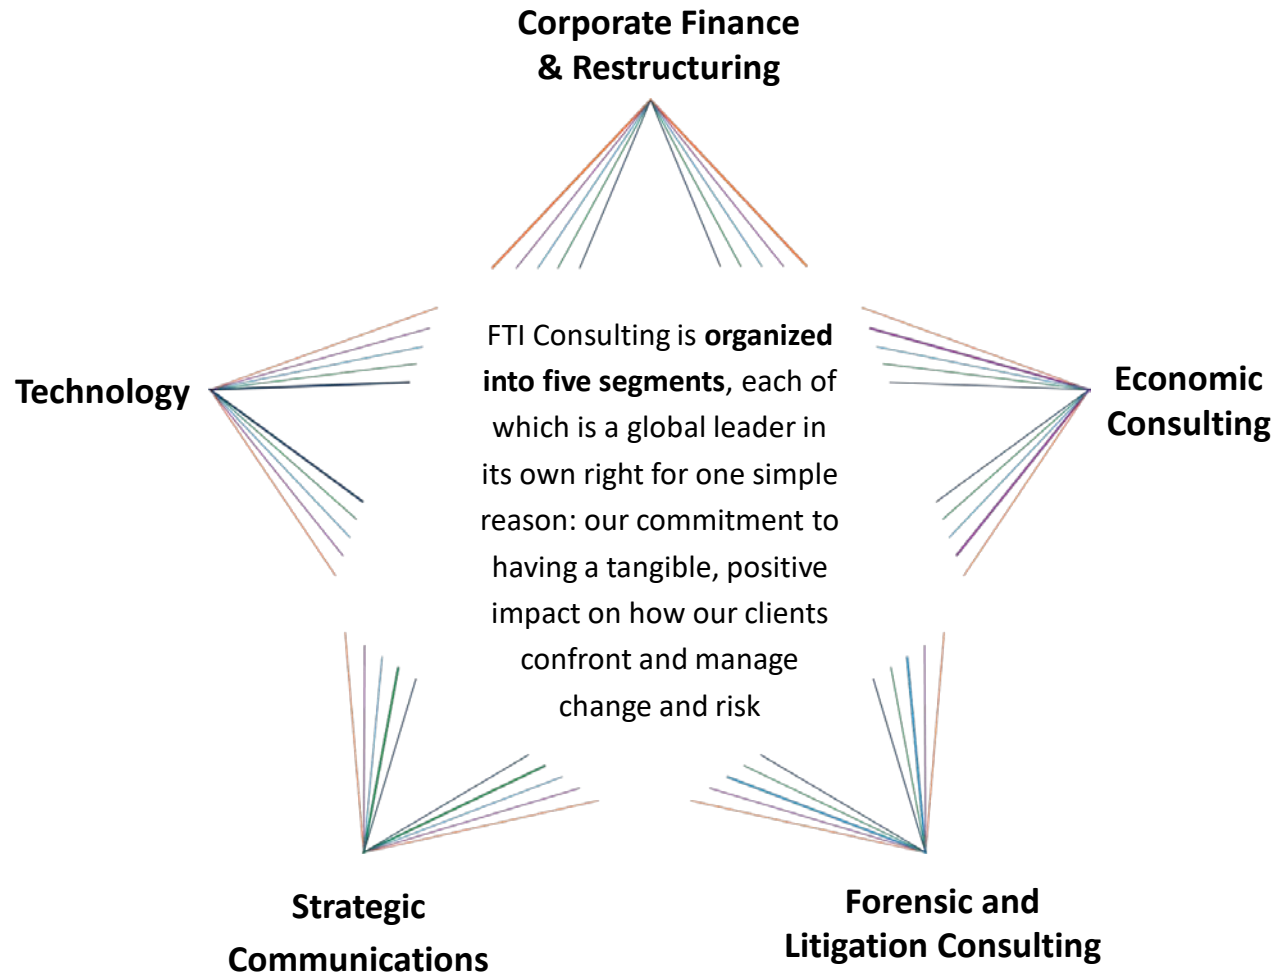 Corporate Finance
& Restructuring
FTI Consulting is organized
into five segments, each of
which is a global leader in
its own right for one simple
reason: our commitment to
having a tangible, positive
impact on how our clients
confront and manage
change and risk
Technology
Economic
Consulting
Strategic
Communications
Forensic and
Litigation Consulting